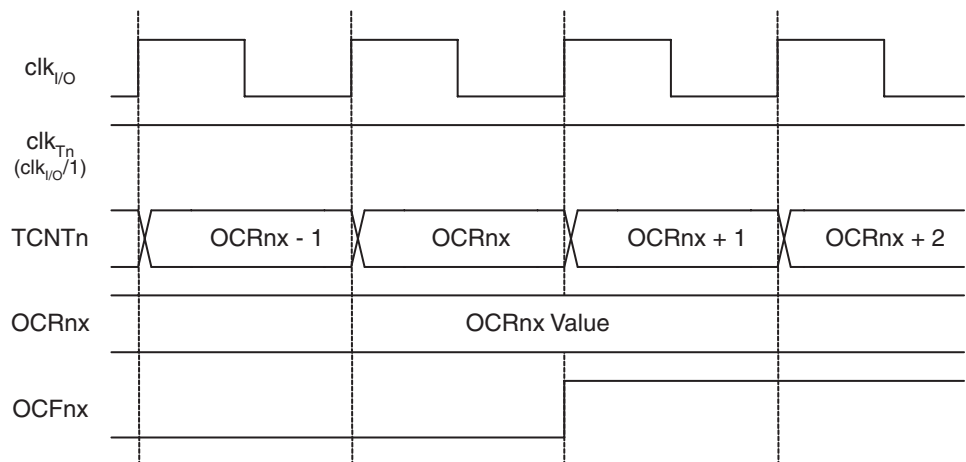 clkI/O
clkTn
(clkI/O/1)
TCNTn OCRnx - 1 OCRnx OCRnx + 1 OCRnx + 2
OCRnx OCRnx Value
OCFnx